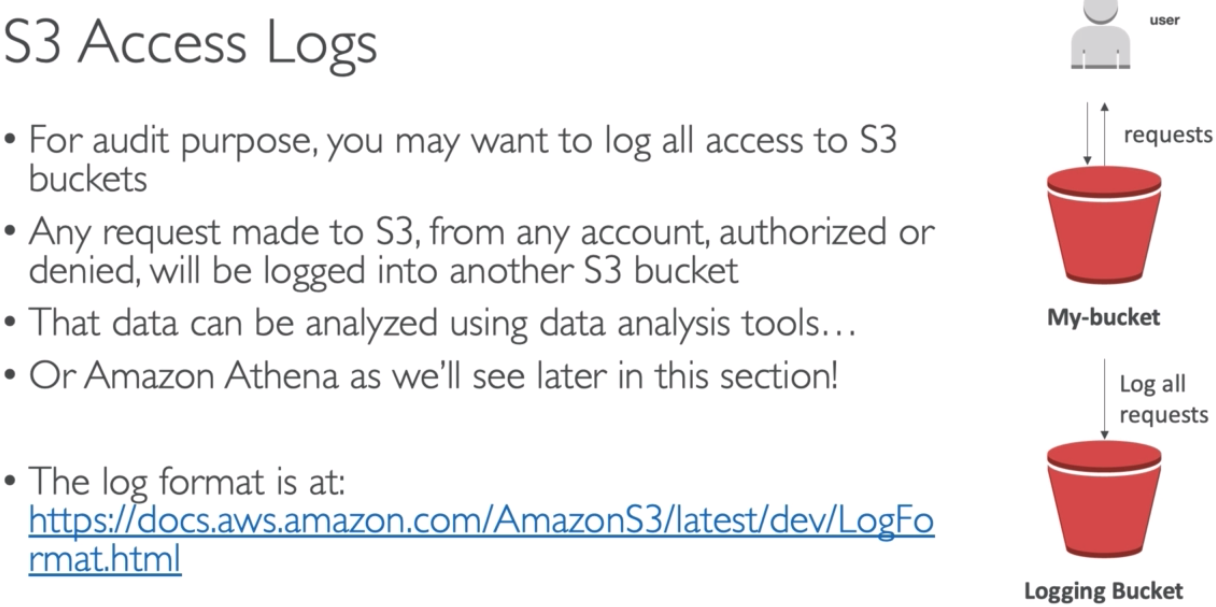 S3 Access Logs
• For audit purpose, you may want to log all access to S3
buckets
• Any request made to S3, from any account, authorized or
denied, will be logged into another S3 bucket
• That data can be analyzed using data analysis tools…
• Or Amazon Athena as we’ll see later in this section!
• The log format is at:
https://docs.aws.amazon.com/AmazonS3/latest/dev/LogFo
rmat.html
user
requests
My-bucket
Log all
requests
Logging Bucket